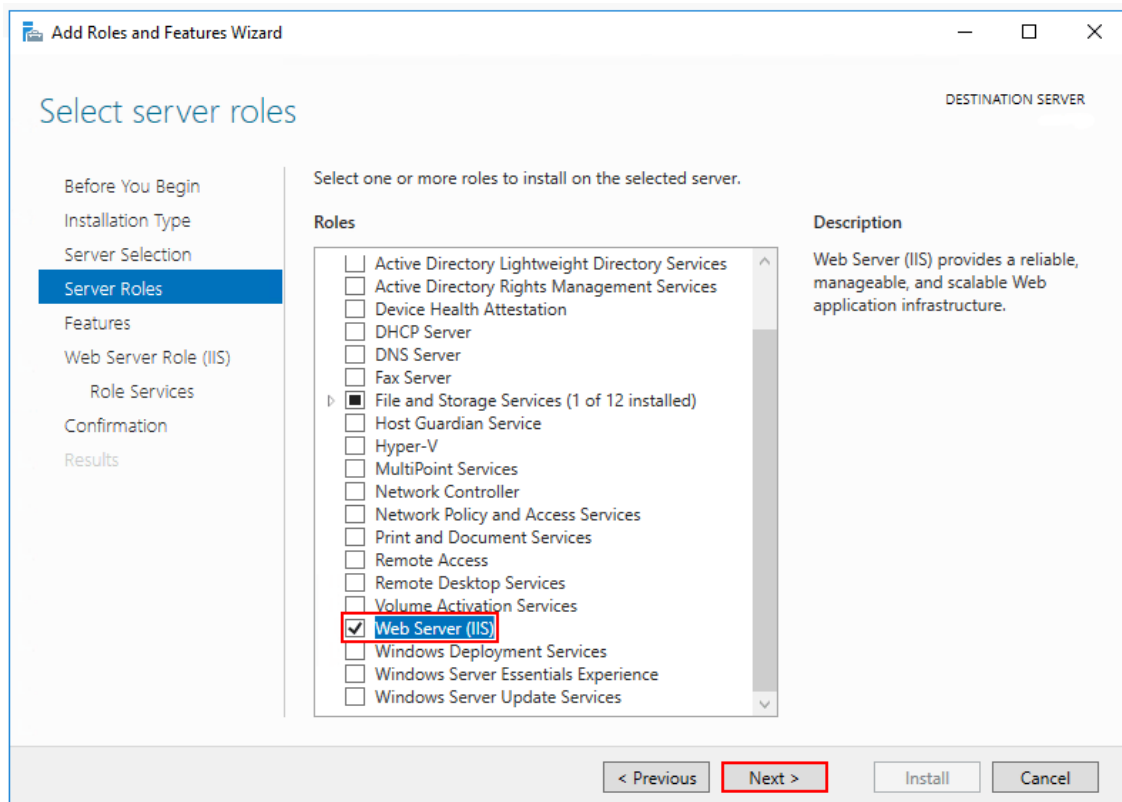 Add Roles and Features Wizard
Select server roles
DESTINATION SERVER
Before You Begin
Installation Type
Server Selection
Server Roles
Features
Web Server Role (IIS)
Role Services
Confirmation
Results
Select one or more roles to install on the selected server.
Roles
Active Directory Lightweight Directory Services
Active Directory Rights Management Services
Device Health Attestation
DHCP Server
DNS Server
Fax Server
File and Storage Services (1 of 12 installed)
Host Guardian Service
Hyper-V
MultiPoint Services
Network Controller
Network Policy and Access Services
Print and Document Services
Remote Access
Remote Desktop Services
Volume Activation Services
Web Server (IIS)
Windows Deployment Services
Windows Server Essentials Experience
Windows Server Update Services
Description
Web Server (IIS) provides a reliable,
manageable, and scalable Web
application infrastructure.
< Previous
Next >
Install
Cancel